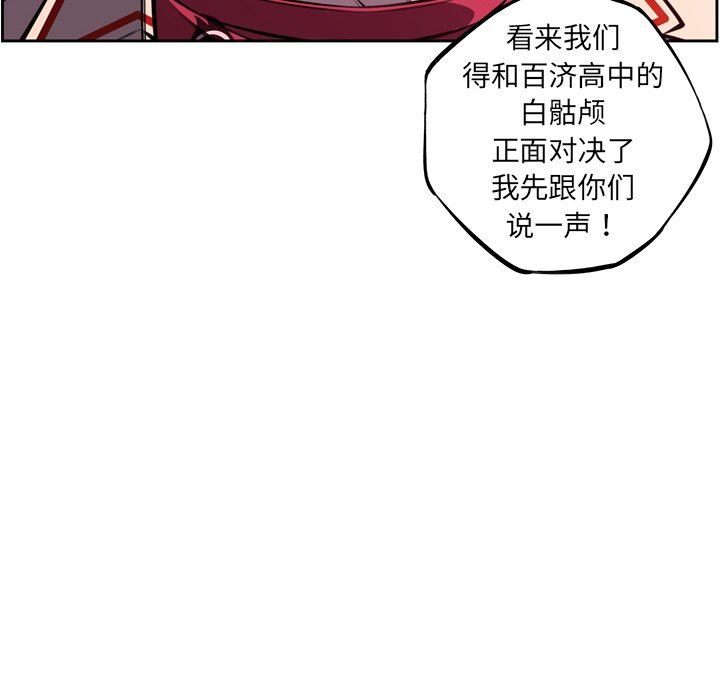 看来我们
得和百济高中的
白骷颅
正面对决了
我先跟你们
说一声！